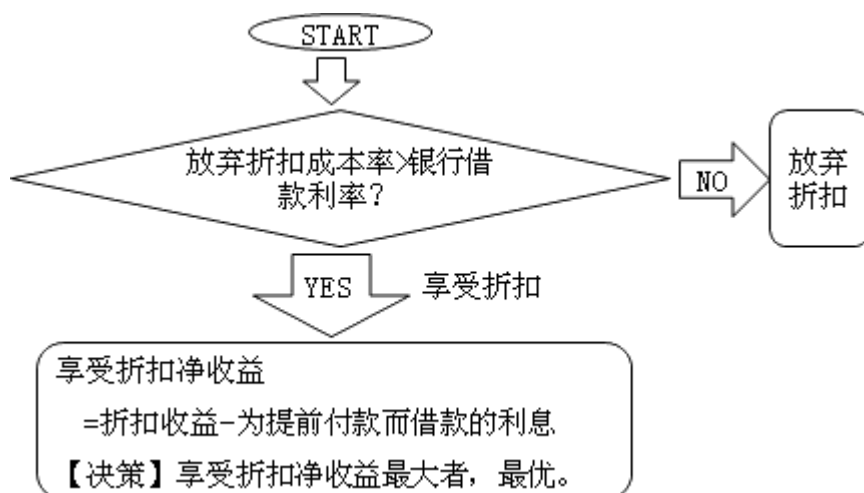 START
放弃折扣成本率>银行借
款利率?
NO
放弃
折扣
YES
享受折扣
享受折扣净收益
=折扣收益-为提前付款而借款的利息
【决策】享受折扣净收益最大者，最优。